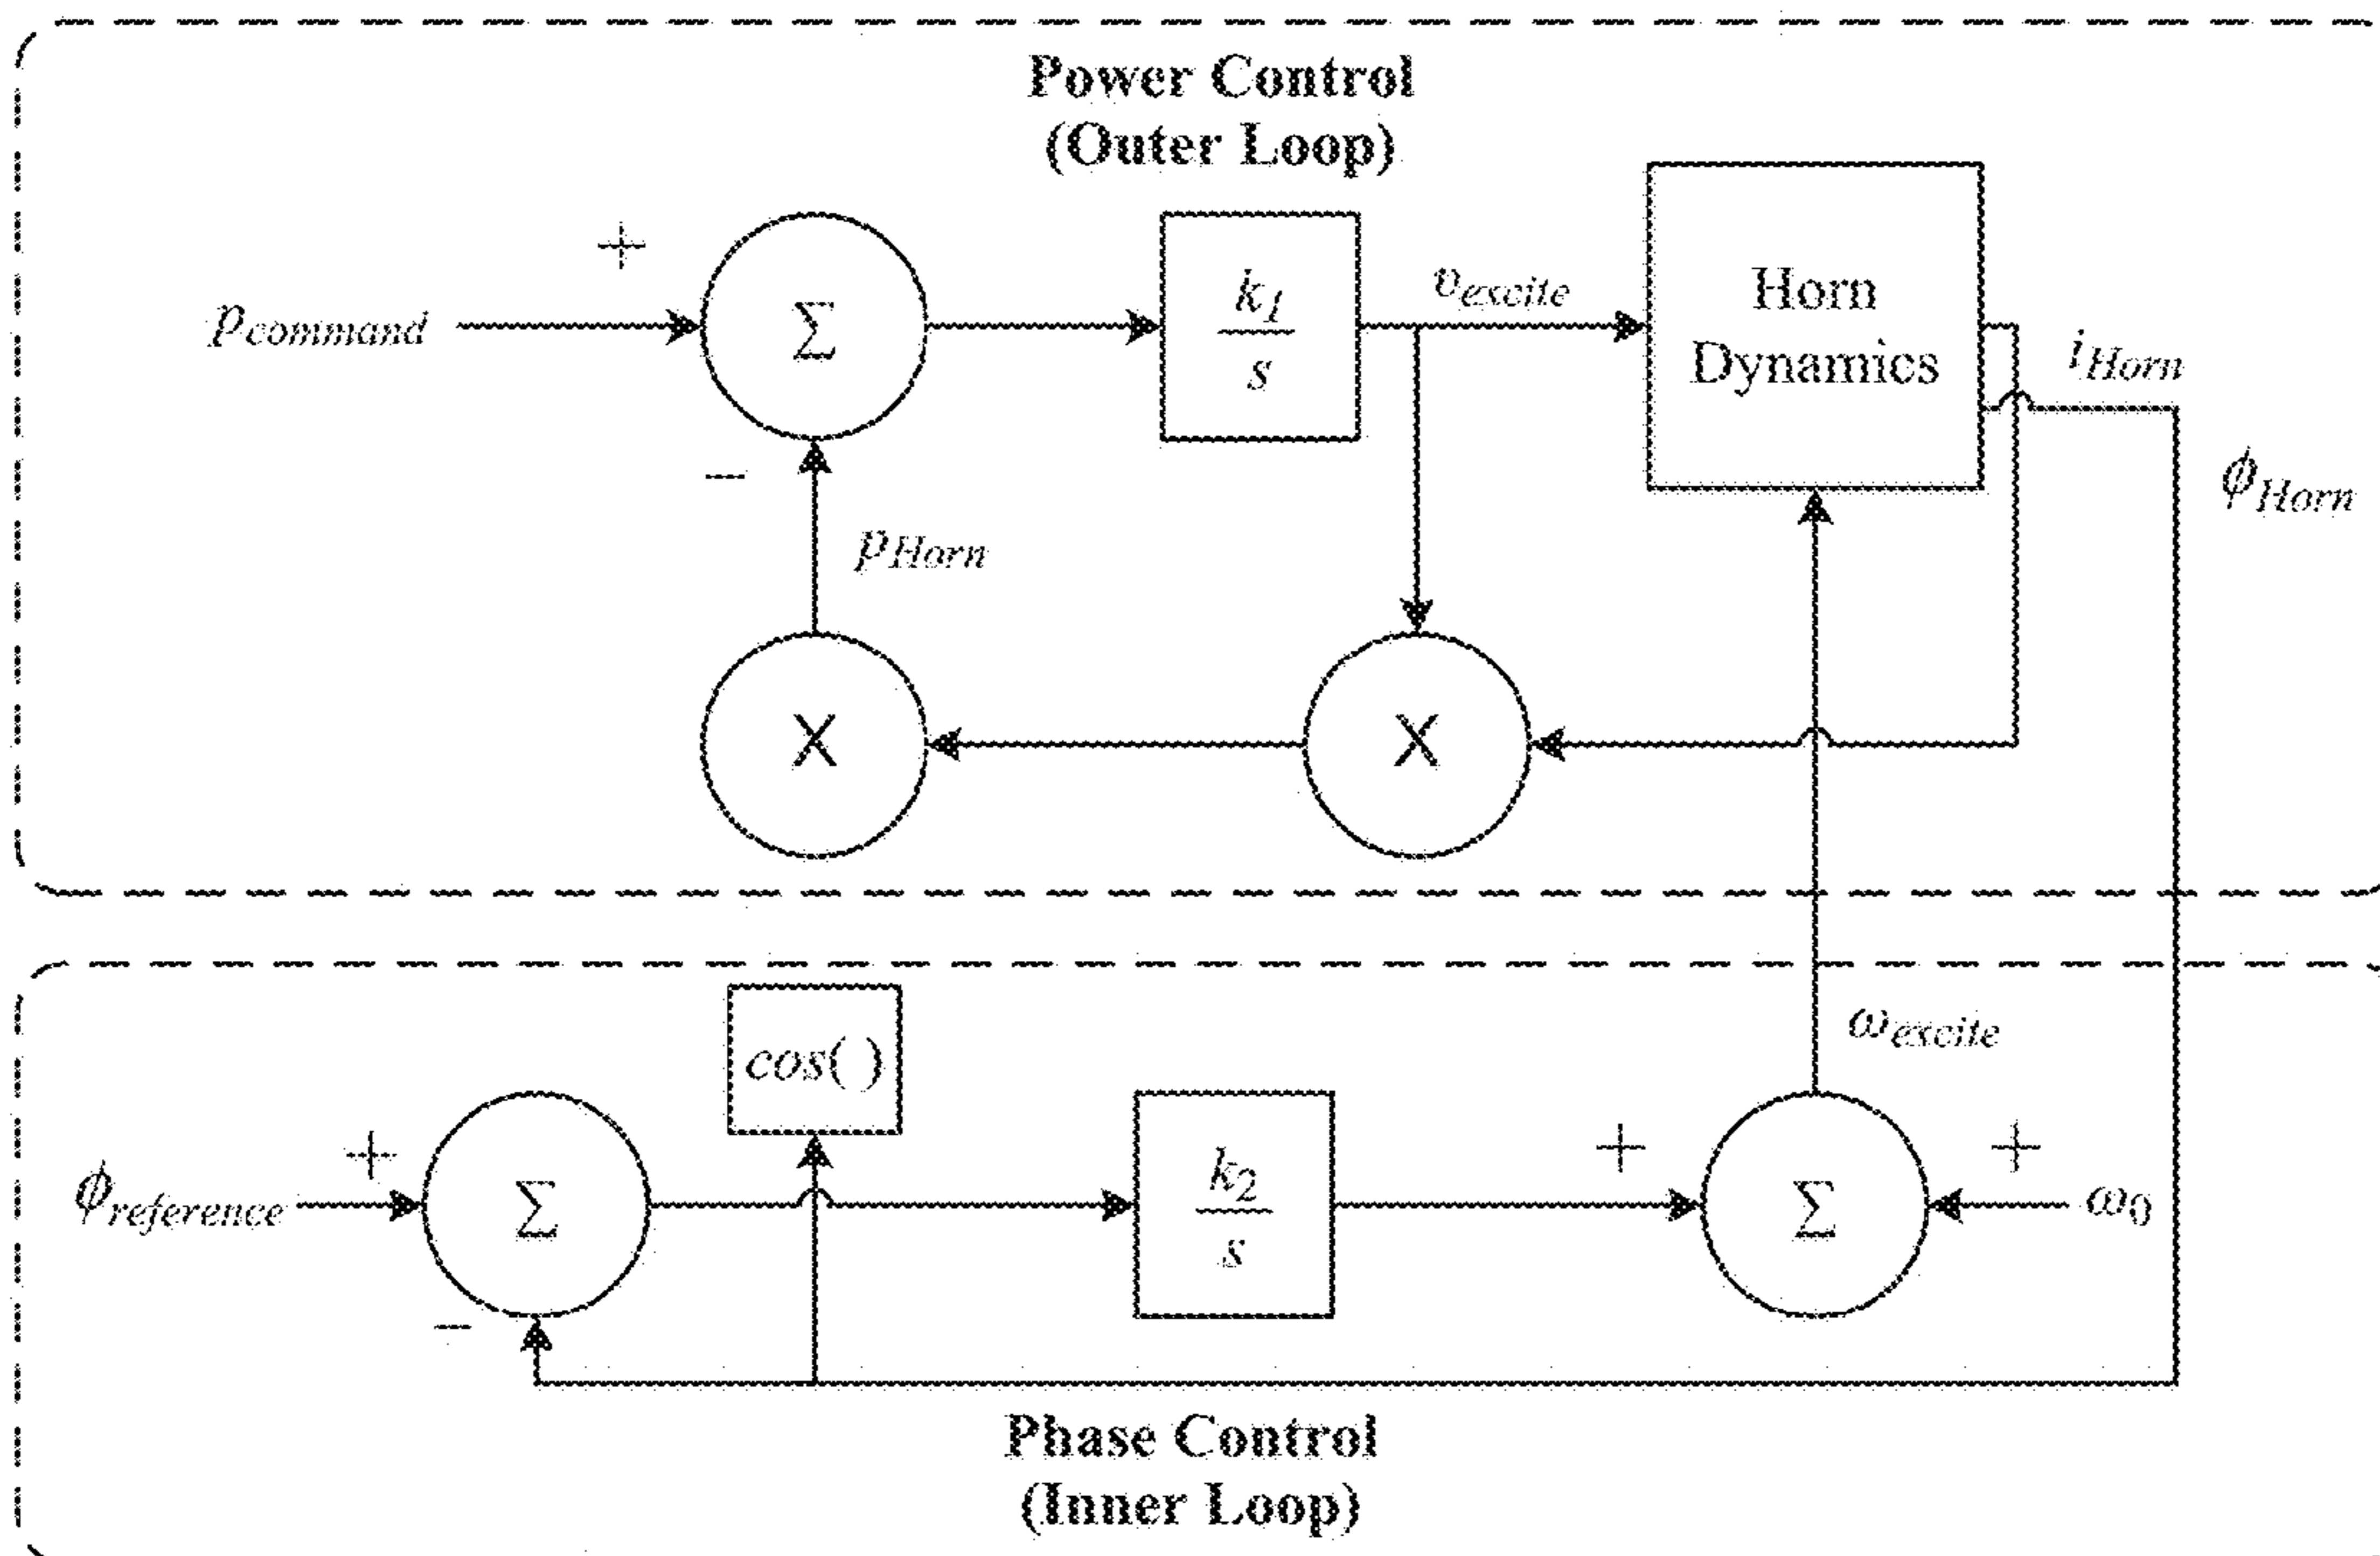 Power Control
(Outer Loop)
+
p_command
Σ
k_1
s
υ_excite
Horn
Dynamics
i_Horn
−
ϕ_Horn
p_Horn
X
X
cos( )
ω_excite
+
ϕ_reference
Σ
k_2
s
+
Σ
+
ω_0
−
Phase Control
(Inner Loop)